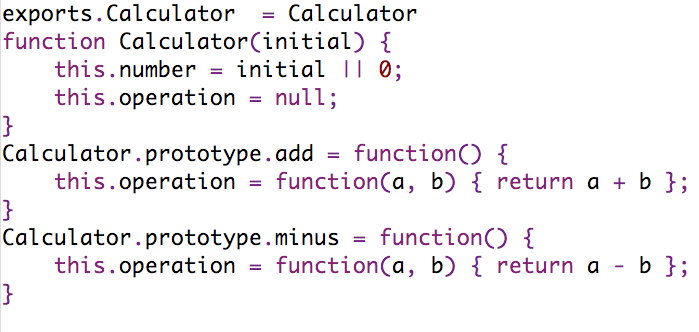 exports.Calculator  = Calculator
function Calculator(initial) {
    this.number = initial || 0;
    this.operation = null;
}
Calculator.prototype.add = function() {
    this.operation = function(a, b) { return a + b };
}
Calculator.prototype.minus = function() {
    this.operation = function(a, b) { return a - b };
}